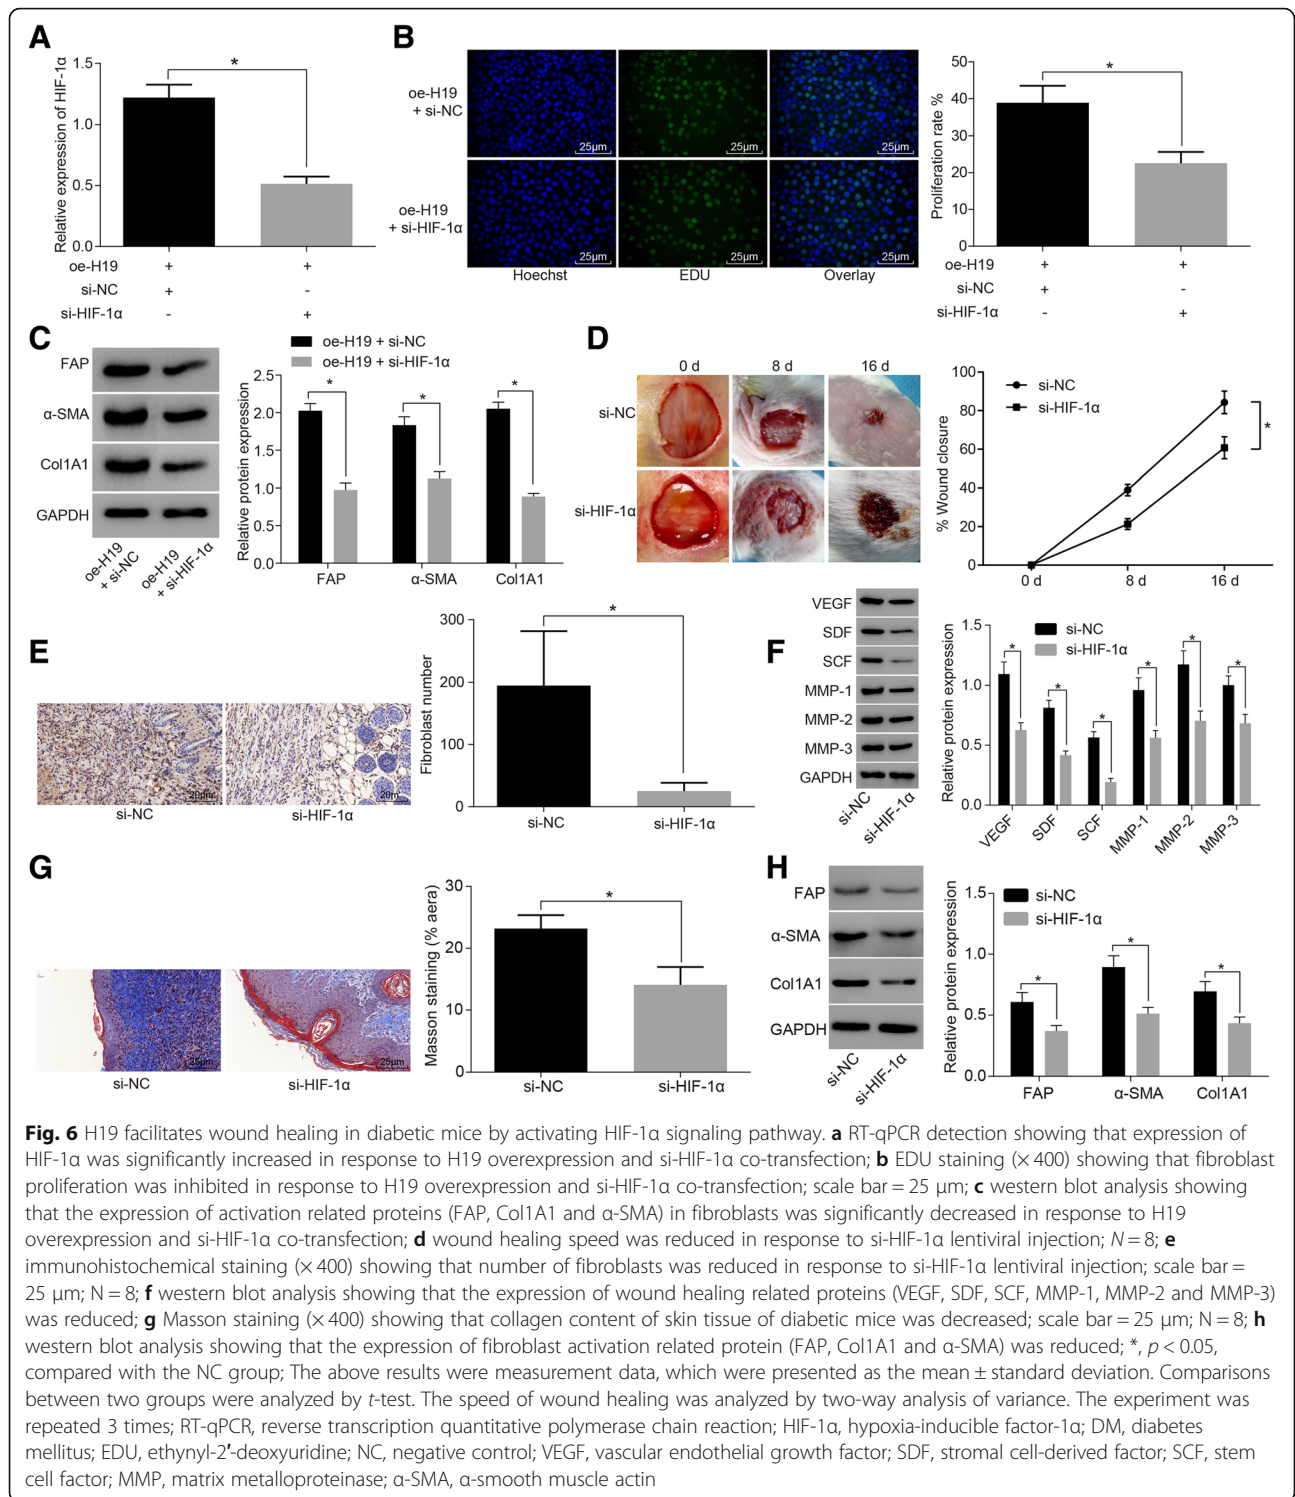 A
Relative expression of HIF-1α
1.5
1.0
0.5
0.0
*
oe-H19 + +
si-NC + -
si-HIF-1α - +
B
oe-H19
+ si-NC
25μm 25μm 25μm
oe-H19
+ si-HIF-1α
25μm 25μm 25μm
Hoechst EDU Overlay
Proliferation rate %
50
40
30
20
10
0
*
oe-H19 + +
si-NC + -
si-HIF-1α - +
C
FAP
α-SMA
Col1A1
GAPDH
oe-H19
+ si-NC
oe-H19
+ si-HIF-1α
oe-H19 + si-NC
oe-H19 + si-HIF-1α
Relative protein expression
2.5
2.0
1.5
1.0
0.5
0.0
* * *
FAP α-SMA Col1A1
D
0 d 8 d 16 d
si-NC
si-HIF-1α
% Wound closure
100
80
60
40
20
0
si-NC
si-HIF-1α
*
0 d 8 d 16 d
E
20μm
si-NC si-HIF-1α
Fibroblast number
300
200
100
0
*
si-NC si-HIF-1α
F
VEGF
SDF
SCF
MMP-1
MMP-2
MMP-3
GAPDH
si-NC
si-HIF-1α
Relative protein expression
1.5
1.0
0.5
0.0
si-NC
si-HIF-1α
* * * * * *
VEGF SDF SCF MMP-1 MMP-2 MMP-3
G
25μm 25μm
si-NC si-HIF-1α
Masson staining (% aera)
30
20
10
0
*
si-NC si-HIF-1α
H
FAP
α-SMA
Col1A1
GAPDH
si-NC
si-HIF-1α
Relative protein expression
1.5
1.0
0.5
0.0
si-NC
si-HIF-1α
* * *
FAP α-SMA Col1A1
Fig. 6 H19 facilitates wound healing in diabetic mice by activating HIF-1α signaling pathway. a RT-qPCR detection showing that expression of
HIF-1α was significantly increased in response to H19 overexpression and si-HIF-1α co-transfection; b EDU staining (× 400) showing that fibroblast
proliferation was inhibited in response to H19 overexpression and si-HIF-1α co-transfection; scale bar = 25 μm; c western blot analysis showing
that the expression of activation related proteins (FAP, Col1A1 and α-SMA) in fibroblasts was significantly decreased in response to H19
overexpression and si-HIF-1α co-transfection; d wound healing speed was reduced in response to si-HIF-1α lentiviral injection; N = 8; e
immunohistochemical staining (× 400) showing that number of fibroblasts was reduced in response to si-HIF-1α lentiviral injection; scale bar =
25 μm; N = 8; f western blot analysis showing that the expression of wound healing related proteins (VEGF, SDF, SCF, MMP-1, MMP-2 and MMP-3)
was reduced; g Masson staining (× 400) showing that collagen content of skin tissue of diabetic mice was decreased; scale bar = 25 μm; N = 8; h
western blot analysis showing that the expression of fibroblast activation related protein (FAP, Col1A1 and α-SMA) was reduced; *, p < 0.05,
compared with the NC group; The above results were measurement data, which were presented as the mean ± standard deviation. Comparisons
between two groups were analyzed by t-test. The speed of wound healing was analyzed by two-way analysis of variance. The experiment was
repeated 3 times; RT-qPCR, reverse transcription quantitative polymerase chain reaction; HIF-1α, hypoxia-inducible factor-1α; DM, diabetes
mellitus; EDU, ethynyl-2′-deoxyuridine; NC, negative control; VEGF, vascular endothelial growth factor; SDF, stromal cell-derived factor; SCF, stem
cell factor; MMP, matrix metalloproteinase; α-SMA, α-smooth muscle actin